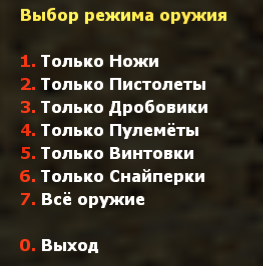 Выбор режима оружия
1. Только Ножи
2. Только Пистолеты
3. Только Дробовики
4. Только Пулемёты
5. Только Винтовки
6. Только Снайперки
7. Всё оружие
0. Выход